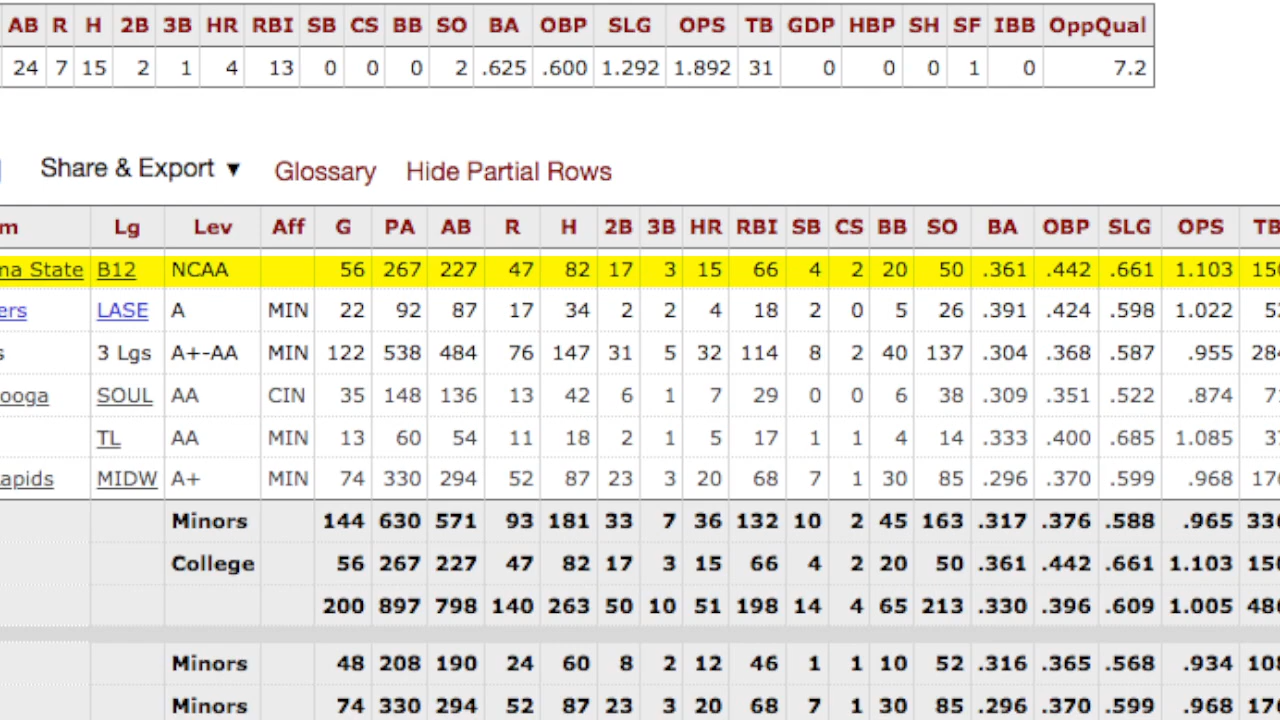 AB R H 2B 3B HR RBI SB CS BB SO BA OBP SLG OPS TB GDP HBP SH SF IBB OppQual
24 7 15 2 1 4 13 0 0 0 2 .625 .600 1.292 1.892 31 0 0 0 1 0 7.2
Share & Export ▼ Glossary Hide Partial Rows
m Lg Lev Aff G PA AB R H 2B 3B HR RBI SB CS BB SO BA OBP SLG OPS TB
ma State B12 NCAA 56 267 227 47 82 17 3 15 66 4 2 20 50 .361 .442 .661 1.103 150
ers LASE A MIN 22 92 87 17 34 2 2 4 18 2 0 5 26 .391 .424 .598 1.022 52
s 3 Lgs A+-AA MIN 122 538 484 76 147 31 5 32 114 8 2 40 137 .304 .368 .587 .955 284
ooga SOUL AA CIN 35 148 136 13 42 6 1 7 29 0 0 6 38 .309 .351 .522 .874 71
TL AA MIN 13 60 54 11 18 2 1 5 17 1 1 4 14 .333 .400 .685 1.085 37
apids MIDW A+ MIN 74 330 294 52 87 23 3 20 68 7 1 30 85 .296 .370 .599 .968 176
Minors 144 630 571 93 181 33 7 36 132 10 2 45 163 .317 .376 .588 .965 336
College 56 267 227 47 82 17 3 15 66 4 2 20 50 .361 .442 .661 1.103 150
200 897 798 140 263 50 10 51 198 14 4 65 213 .330 .396 .609 1.005 486
Minors 48 208 190 24 60 8 2 12 46 1 1 10 52 .316 .365 .568 .934 108
Minors 74 330 294 52 87 23 3 20 68 7 1 30 85 .296 .370 .599 .968 176